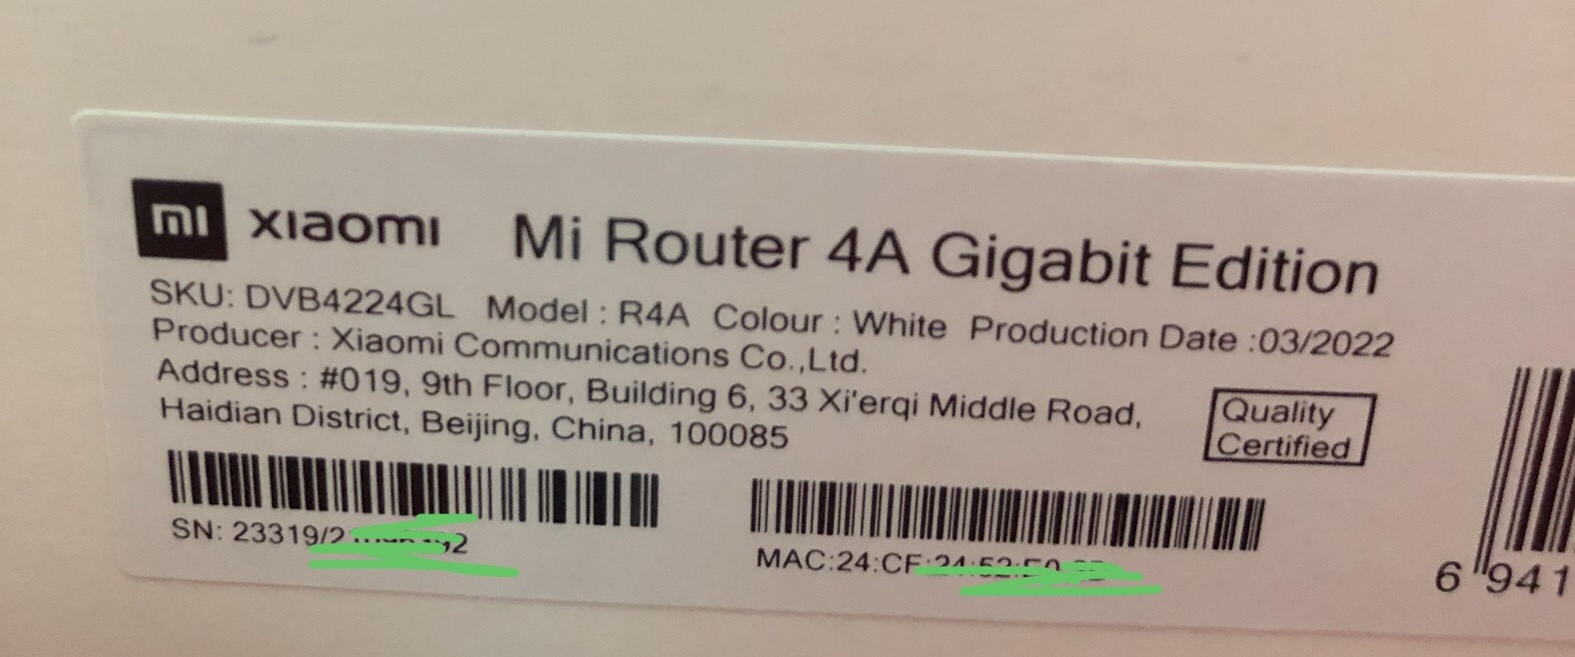 mi xiaomi Mi Router 4A Gigabit Edition
SKU: DVB4224GL Model : R4A Colour : White Production Date :03/2022
Producer : Xiaomi Communications Co.,Ltd.
Address : #019, 9th Floor, Building 6, 33 Xi'erqi Middle Road,
Haidian District, Beijing, China, 100085
Quality
Certified
SN: 23319/2
MAC:24:CF:
6 941